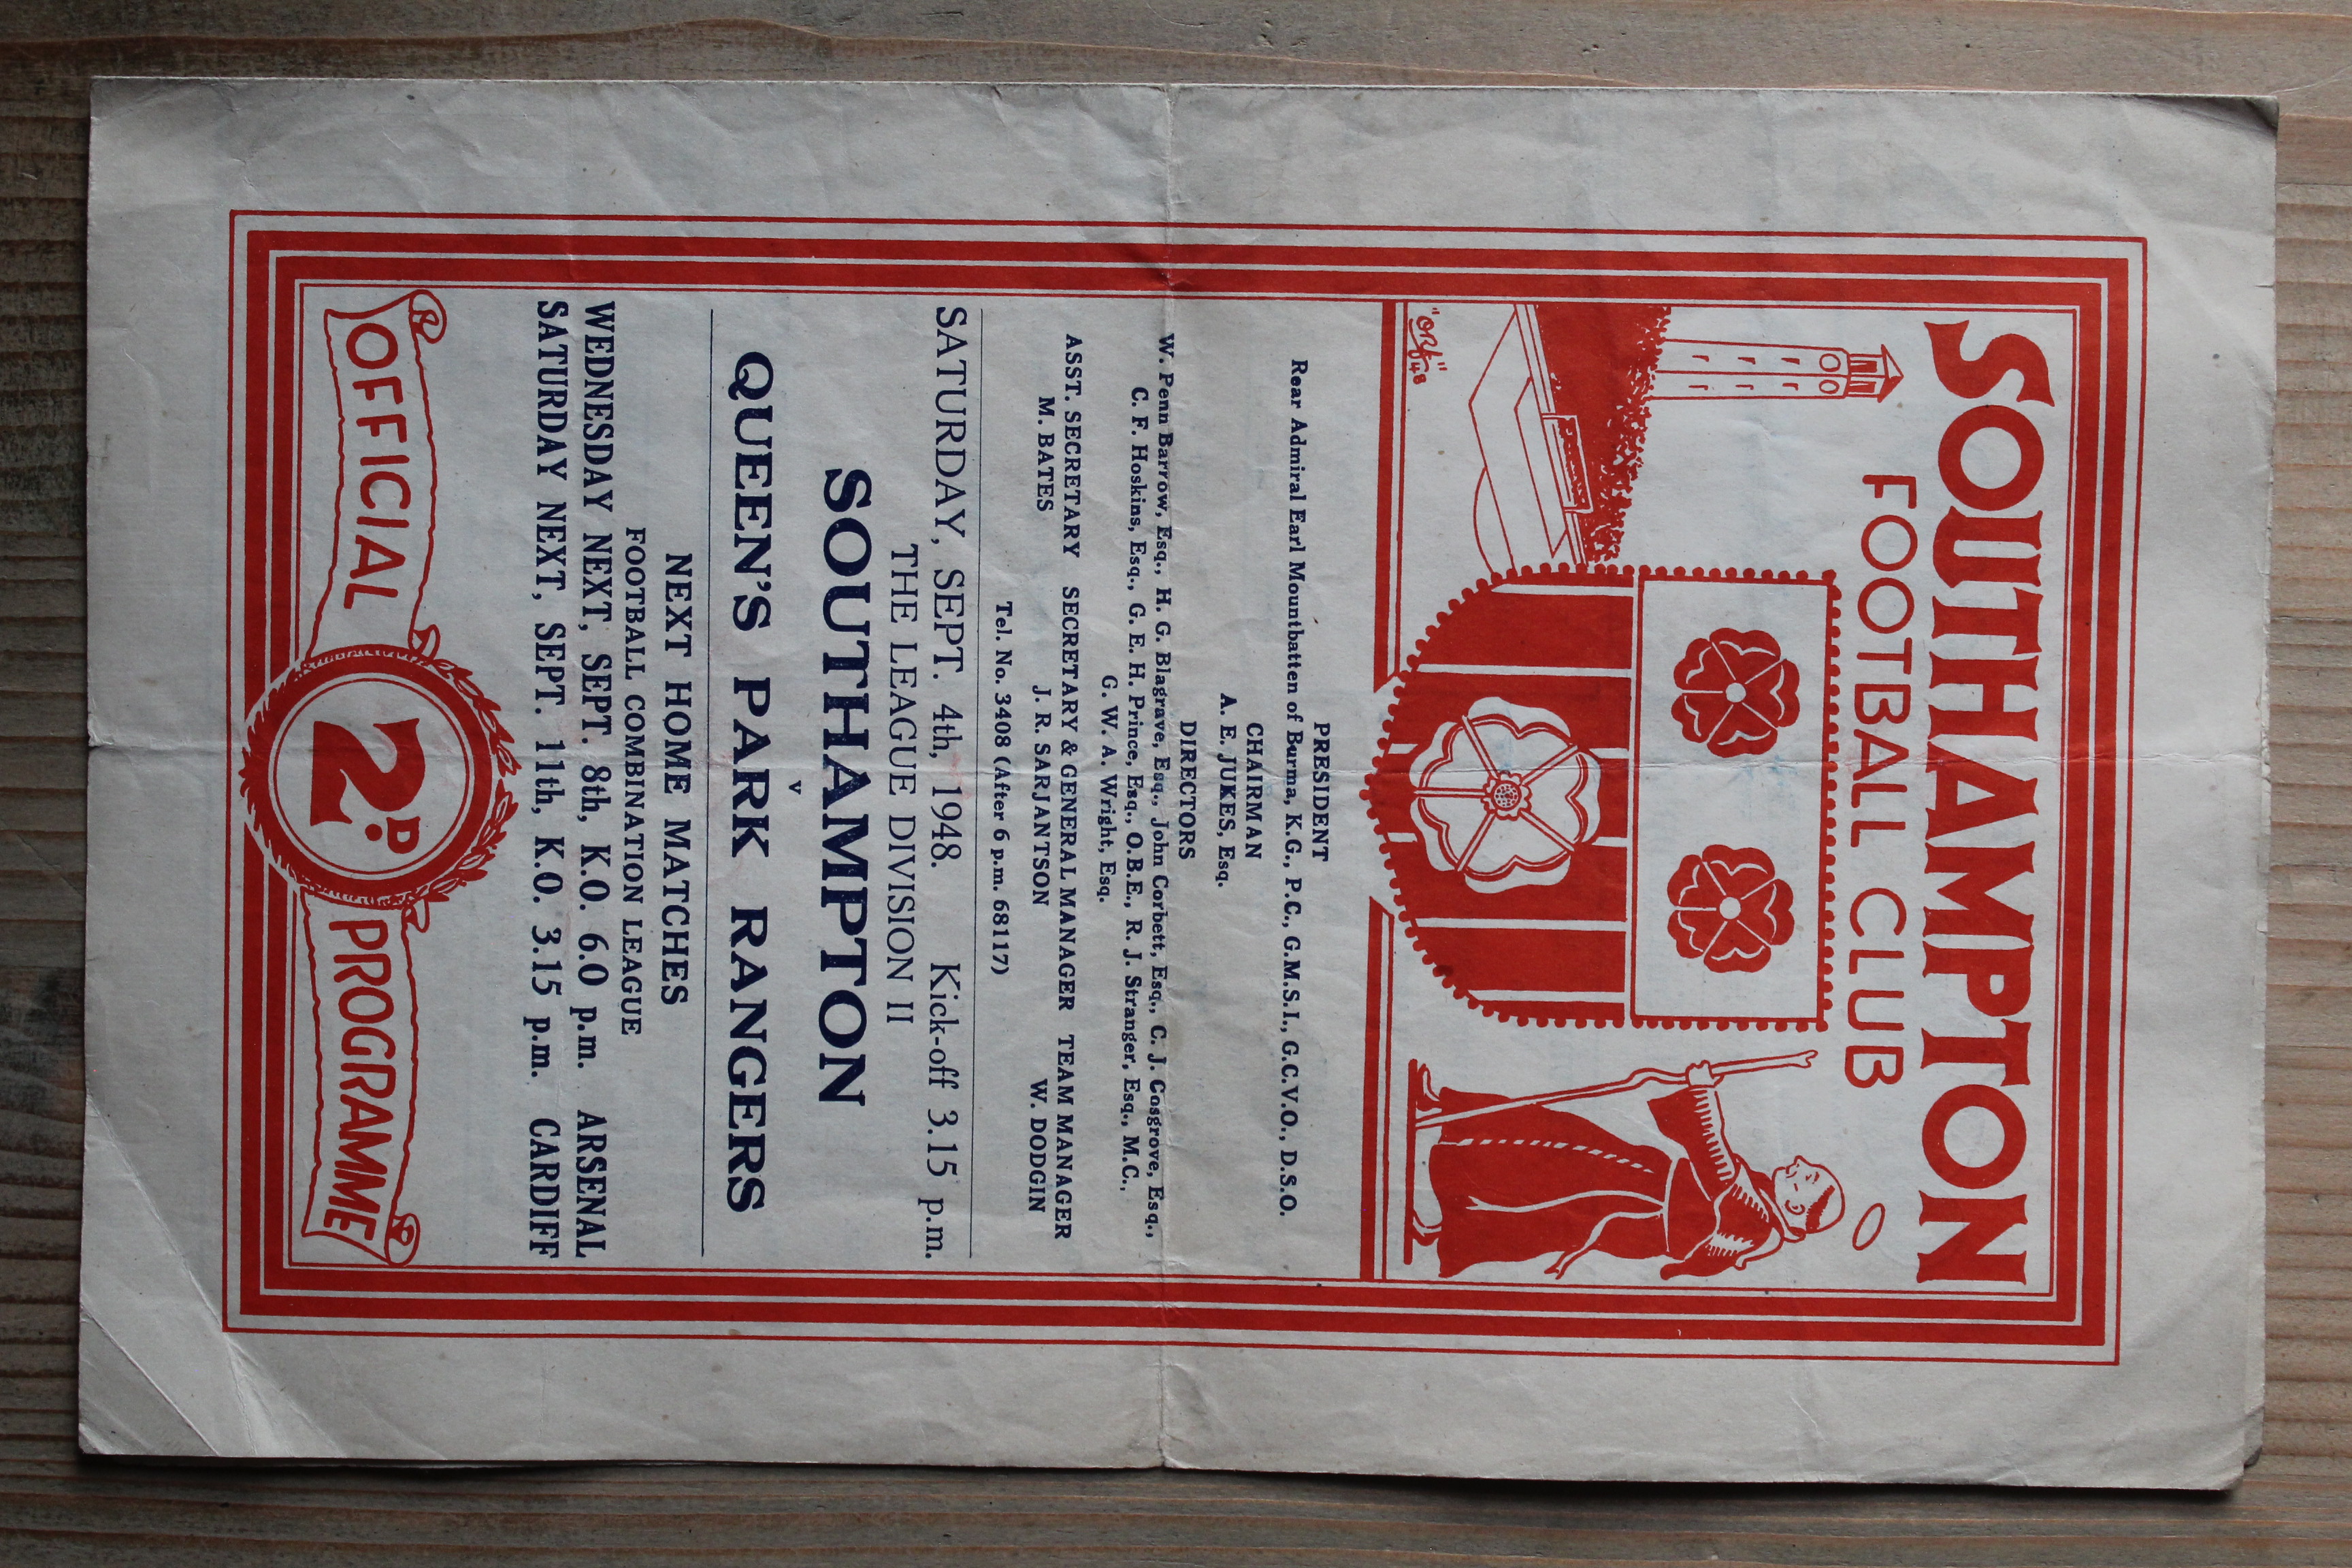 SOUTHAMPTON
FOOTBALL CLUB
"ORF" 48
PRESIDENT
Rear Admiral Earl Mountbatten of Burma, K.G., P.C., G.M.S.I., G.C.V.O., D.S.O.
CHAIRMAN
A. E. JUKES, Esq.
DIRECTORS
W. Penn Barrow, Esq., H. G. Blagrave, Esq., John Corbett, Esq., C. J. Cosgrove, Esq.,
C. F. Hoskins, Esq., G. E. H. Prince, Esq., O.B.E., R. J. Stranger, Esq., M.C.,
G. W. A. Wright, Esq.
ASST. SECRETARY SECRETARY & GENERAL MANAGER TEAM MANAGER
M. BATES J. R. SARJANTSON W. DODGIN
Tel. No. 3408 (After 6 p.m. 68117)
SATURDAY, SEPT. 4th, 1948. Kick-off 3.15 p.m.
THE LEAGUE DIVISION II
SOUTHAMPTON
v
QUEEN'S PARK RANGERS
NEXT HOME MATCHES
FOOTBALL COMBINATION LEAGUE
WEDNESDAY NEXT, SEPT. 8th, K.O. 6.0 p.m. ARSENAL
SATURDAY NEXT, SEPT. 11th, K.O. 3.15 p.m. CARDIFF
OFFICIAL 2D. PROGRAMME